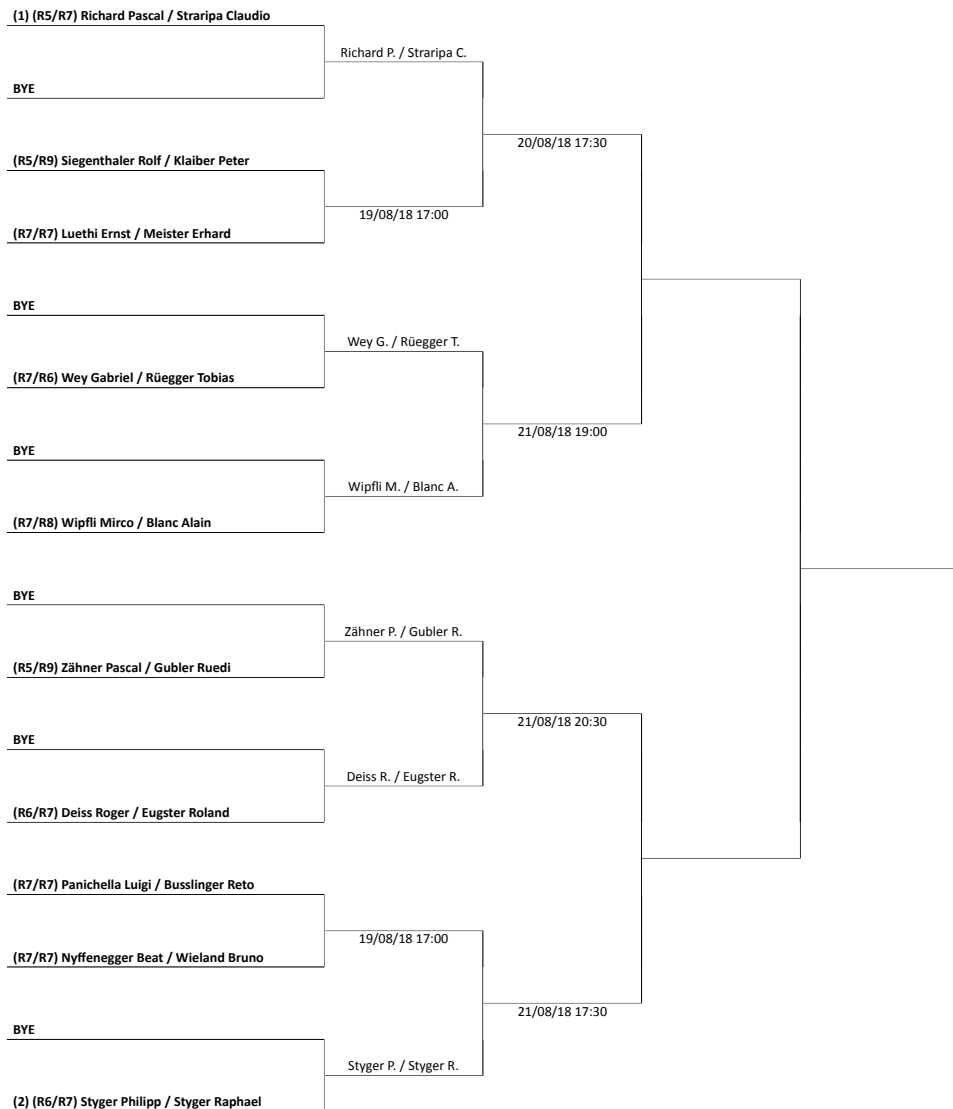 (1) (R5/R7) Richard Pascal / Straripa Claudio
Richard P. / Straripa C.
BYE
20/08/18 17:30
(R5/R9) Siegenthaler Rolf / Klaiber Peter
19/08/18 17:00
(R7/R7) Luethi Ernst / Meister Erhard
BYE
Wey G. / Rüegger T.
(R7/R6) Wey Gabriel / Rüegger Tobias
21/08/18 19:00
BYE
Wipfli M. / Blanc A.
(R7/R8) Wipfli Mirco / Blanc Alain
BYE
Zähner P. / Gubler R.
(R5/R9) Zähner Pascal / Gubler Ruedi
21/08/18 20:30
BYE
Deiss R. / Eugster R.
(R6/R7) Deiss Roger / Eugster Roland
(R7/R7) Panichella Luigi / Busslinger Reto
19/08/18 17:00
(R7/R7) Nyffenegger Beat / Wieland Bruno
21/08/18 17:30
BYE
Styger P. / Styger R.
(2) (R6/R7) Styger Philipp / Styger Raphael